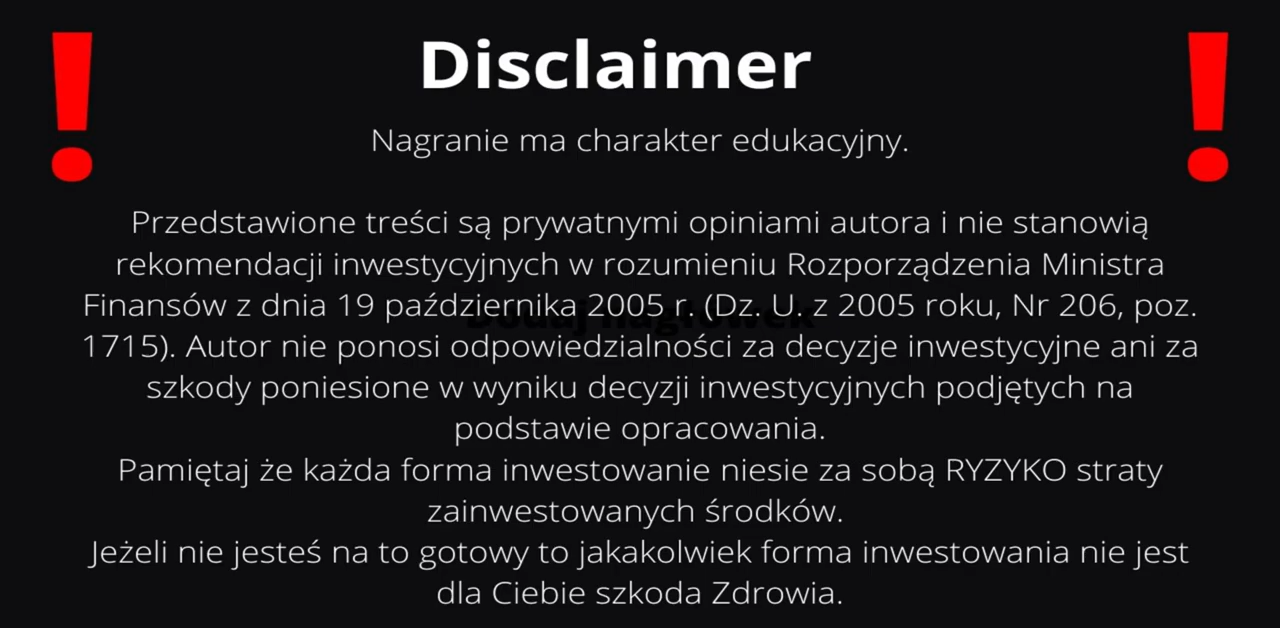 Disclaimer
Nagranie ma charakter edukacyjny.
Przedstawione treści są prywatnymi opiniami autora i nie stanowią
rekomendacji inwestycyjnych w rozumieniu Rozporządzenia Ministra
Finansów z dnia 19 października 2005 r. (Dz. U. z 2005 roku, Nr 206, poz.
1715). Autor nie ponosi odpowiedzialności za decyzje inwestycyjne ani za
szkody poniesione w wyniku decyzji inwestycyjnych podjętych na
podstawie opracowania.
Pamiętaj że każda forma inwestowanie niesie za sobą RYZYKO straty
zainwestowanych środków.
Jeżeli nie jesteś na to gotowy to jakakolwiek forma inwestowania nie jest
dla Ciebie szkoda Zdrowia.
Dodaj nagłówek